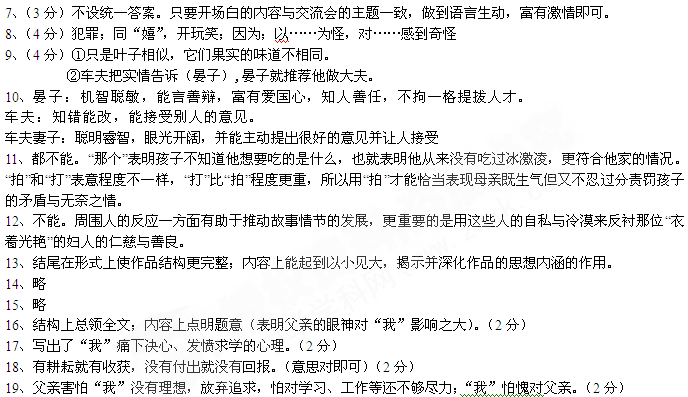 7、（3 分）不设统一答案。只要开场白的内容与交流会的主题一致，做到语言生动，富有激情即可。
8、（4 分）犯罪；同“嬉”，开玩笑；因为；以……为怪，对……感到奇怪
9、（4 分）①只是叶子相似，它们果实的味道不相同。
②车夫把实情告诉（晏子）,晏子就推荐他做大夫。
10、晏子：机智聪敏，能言善辩，富有爱国心，知人善任，不拘一格提拔人才。
车夫：知错能改，能接受别人的意见。
车夫妻子：聪明睿智，眼光开阔，并能主动提出很好的意见并让人接受
11、都不能。“那个”表明孩子不知道他想要吃的是什么，也就表明他从来没有吃过冰激凌，更符合他家的情况。
“拍”和“打”表意程度不一样，“打”比“拍”程度更重，所以用“拍”才能恰当表现母亲既生气但又不忍过分责罚孩子
的矛盾与无奈之情。
12、不能。周围人的反应一方面有助于推动故事情节的发展，更重要的是用这些人的自私与冷漠来反衬那位“衣
着光艳”的妇人的仁慈与善良。
13、结尾在形式上使作品结构更完整；内容上能起到以小见大，揭示并深化作品的思想内涵的作用。
14、略
15、略
16、结构上总领全文；内容上点明题意（表明父亲的眼神对“我”影响之大）。（2 分）
17、写出了“我”痛下决心、发愤求学的心理。（2 分）
18、有耕耘就有收获，没有付出就没有回报。（意思对即可）（2 分）
19、父亲害怕“我”没有理想，放弃追求，怕对学习、工作等还不够尽力；“我”怕愧对父亲。（2 分）